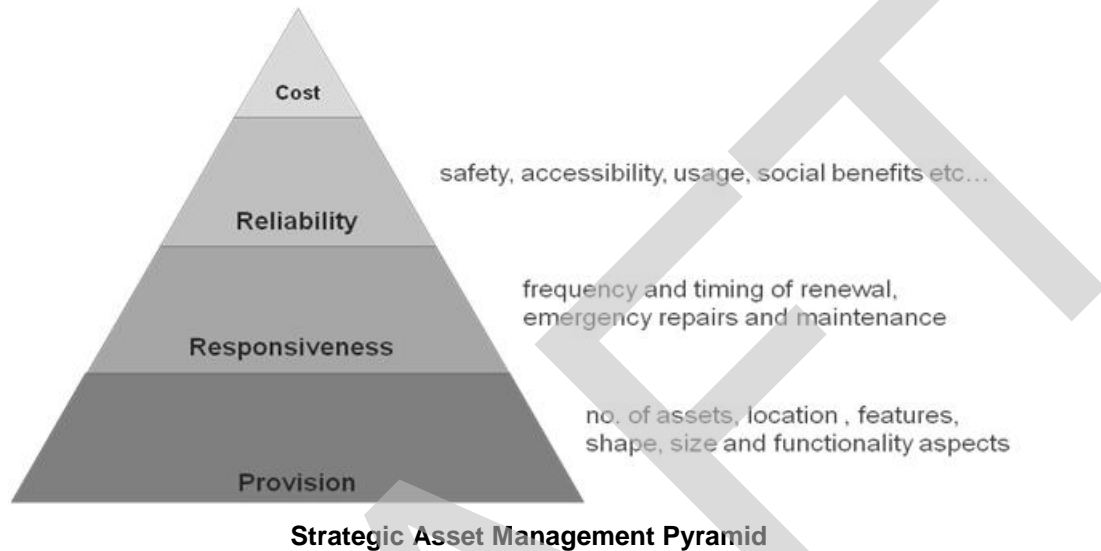 Cost
safety, accessibility, usage, social benefits etc...
Reliability
frequency and timing of renewal,
emergency repairs and maintenance
Responsiveness
no. of assets, location , features,
shape, size and functionality aspects
Provision
Strategic Asset Management Pyramid